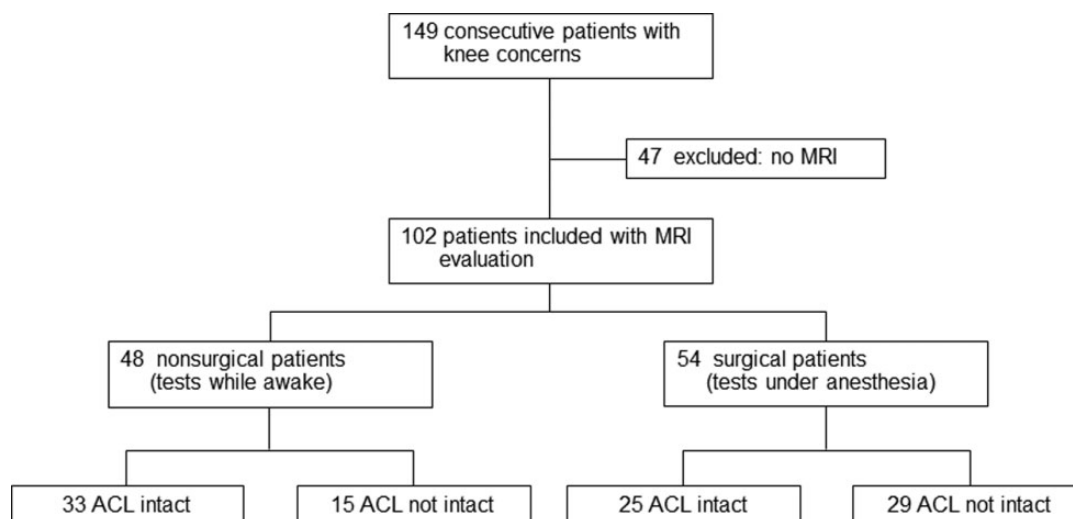 149 consecutive patients with
knee concerns
47 excluded: no MRI
102 patients included with MRI
evaluation
48 nonsurgical patients
(tests while awake)
54 surgical patients
(tests under anesthesia)
33 ACL intact
15 ACL not intact
25 ACL intact
29 ACL not intact